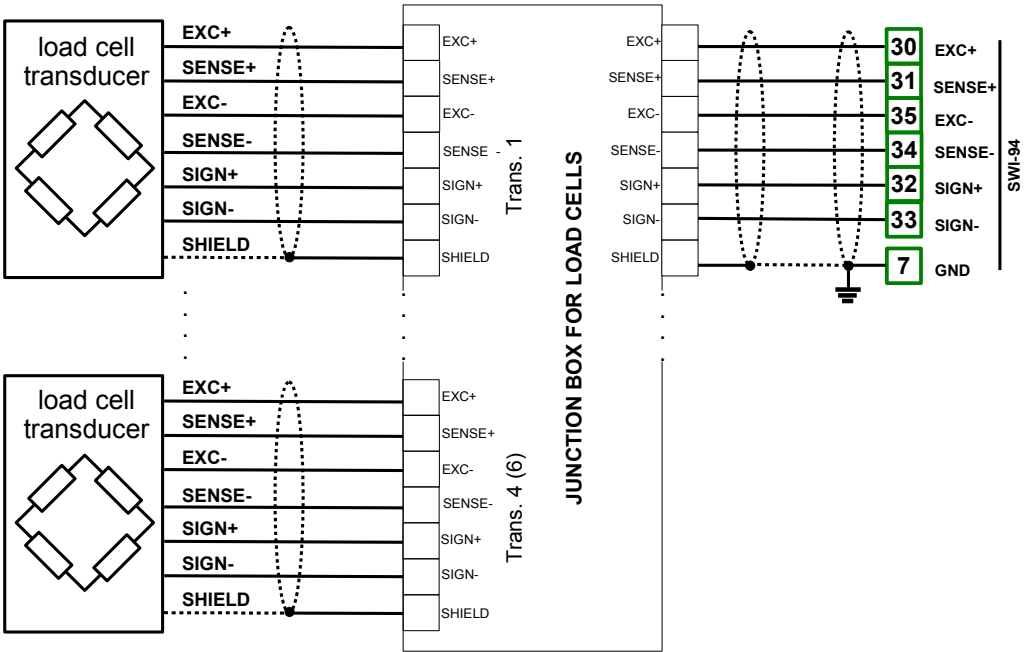 load cell
transducer
EXC+
SENSE+
EXC-
SENSE-
SIGN+
SIGN-
SHIELD
EXC+
SENSE+
EXC-
SENSE -
SIGN+
SIGN-
SHIELD
Trans. 1
load cell
transducer
EXC+
SENSE+
EXC-
SENSE-
SIGN+
SIGN-
SHIELD
EXC+
SENSE+
EXC-
SENSE-
SIGN+
SIGN-
SHIELD
Trans. 4 (6)
JUNCTION BOX FOR LOAD CELLS
EXC+
SENSE+
EXC-
SENSE-
SIGN+
SIGN-
SHIELD
30 EXC+
31 SENSE+
35 EXC-
34 SENSE-
32 SIGN+
33 SIGN-
7 GND
SWI-94